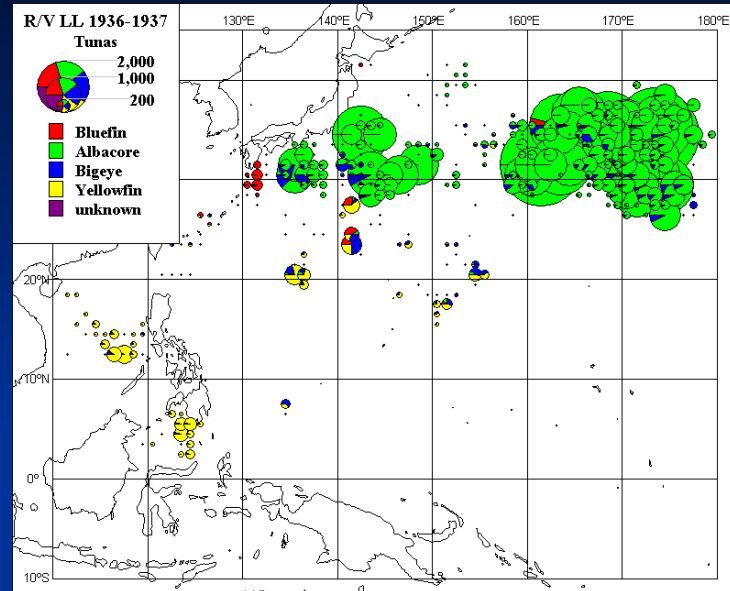 R/V LL 1936-1937
Tunas
2,000
1,000
200
Bluefin
Albacore
Bigeye
Yellowfin
unknown
130°E 140°E 150°E 160°E 170°E 180°E
20°N
10°N
0°
10°S